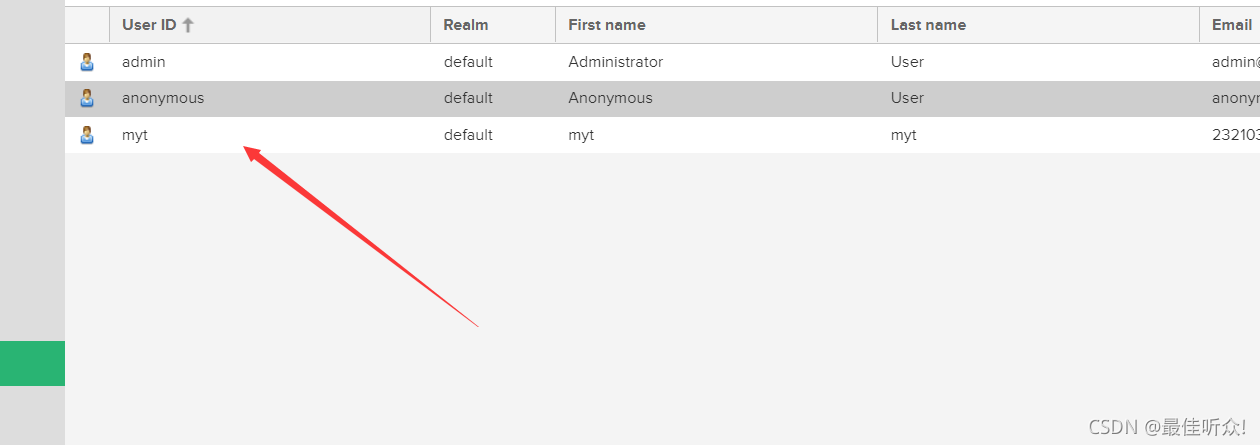 User ID Realm First name Last name Email
admin default Administrator User admin@
anonymous default Anonymous User anonyr
myt default myt myt 232103
CSDN @最佳听众!